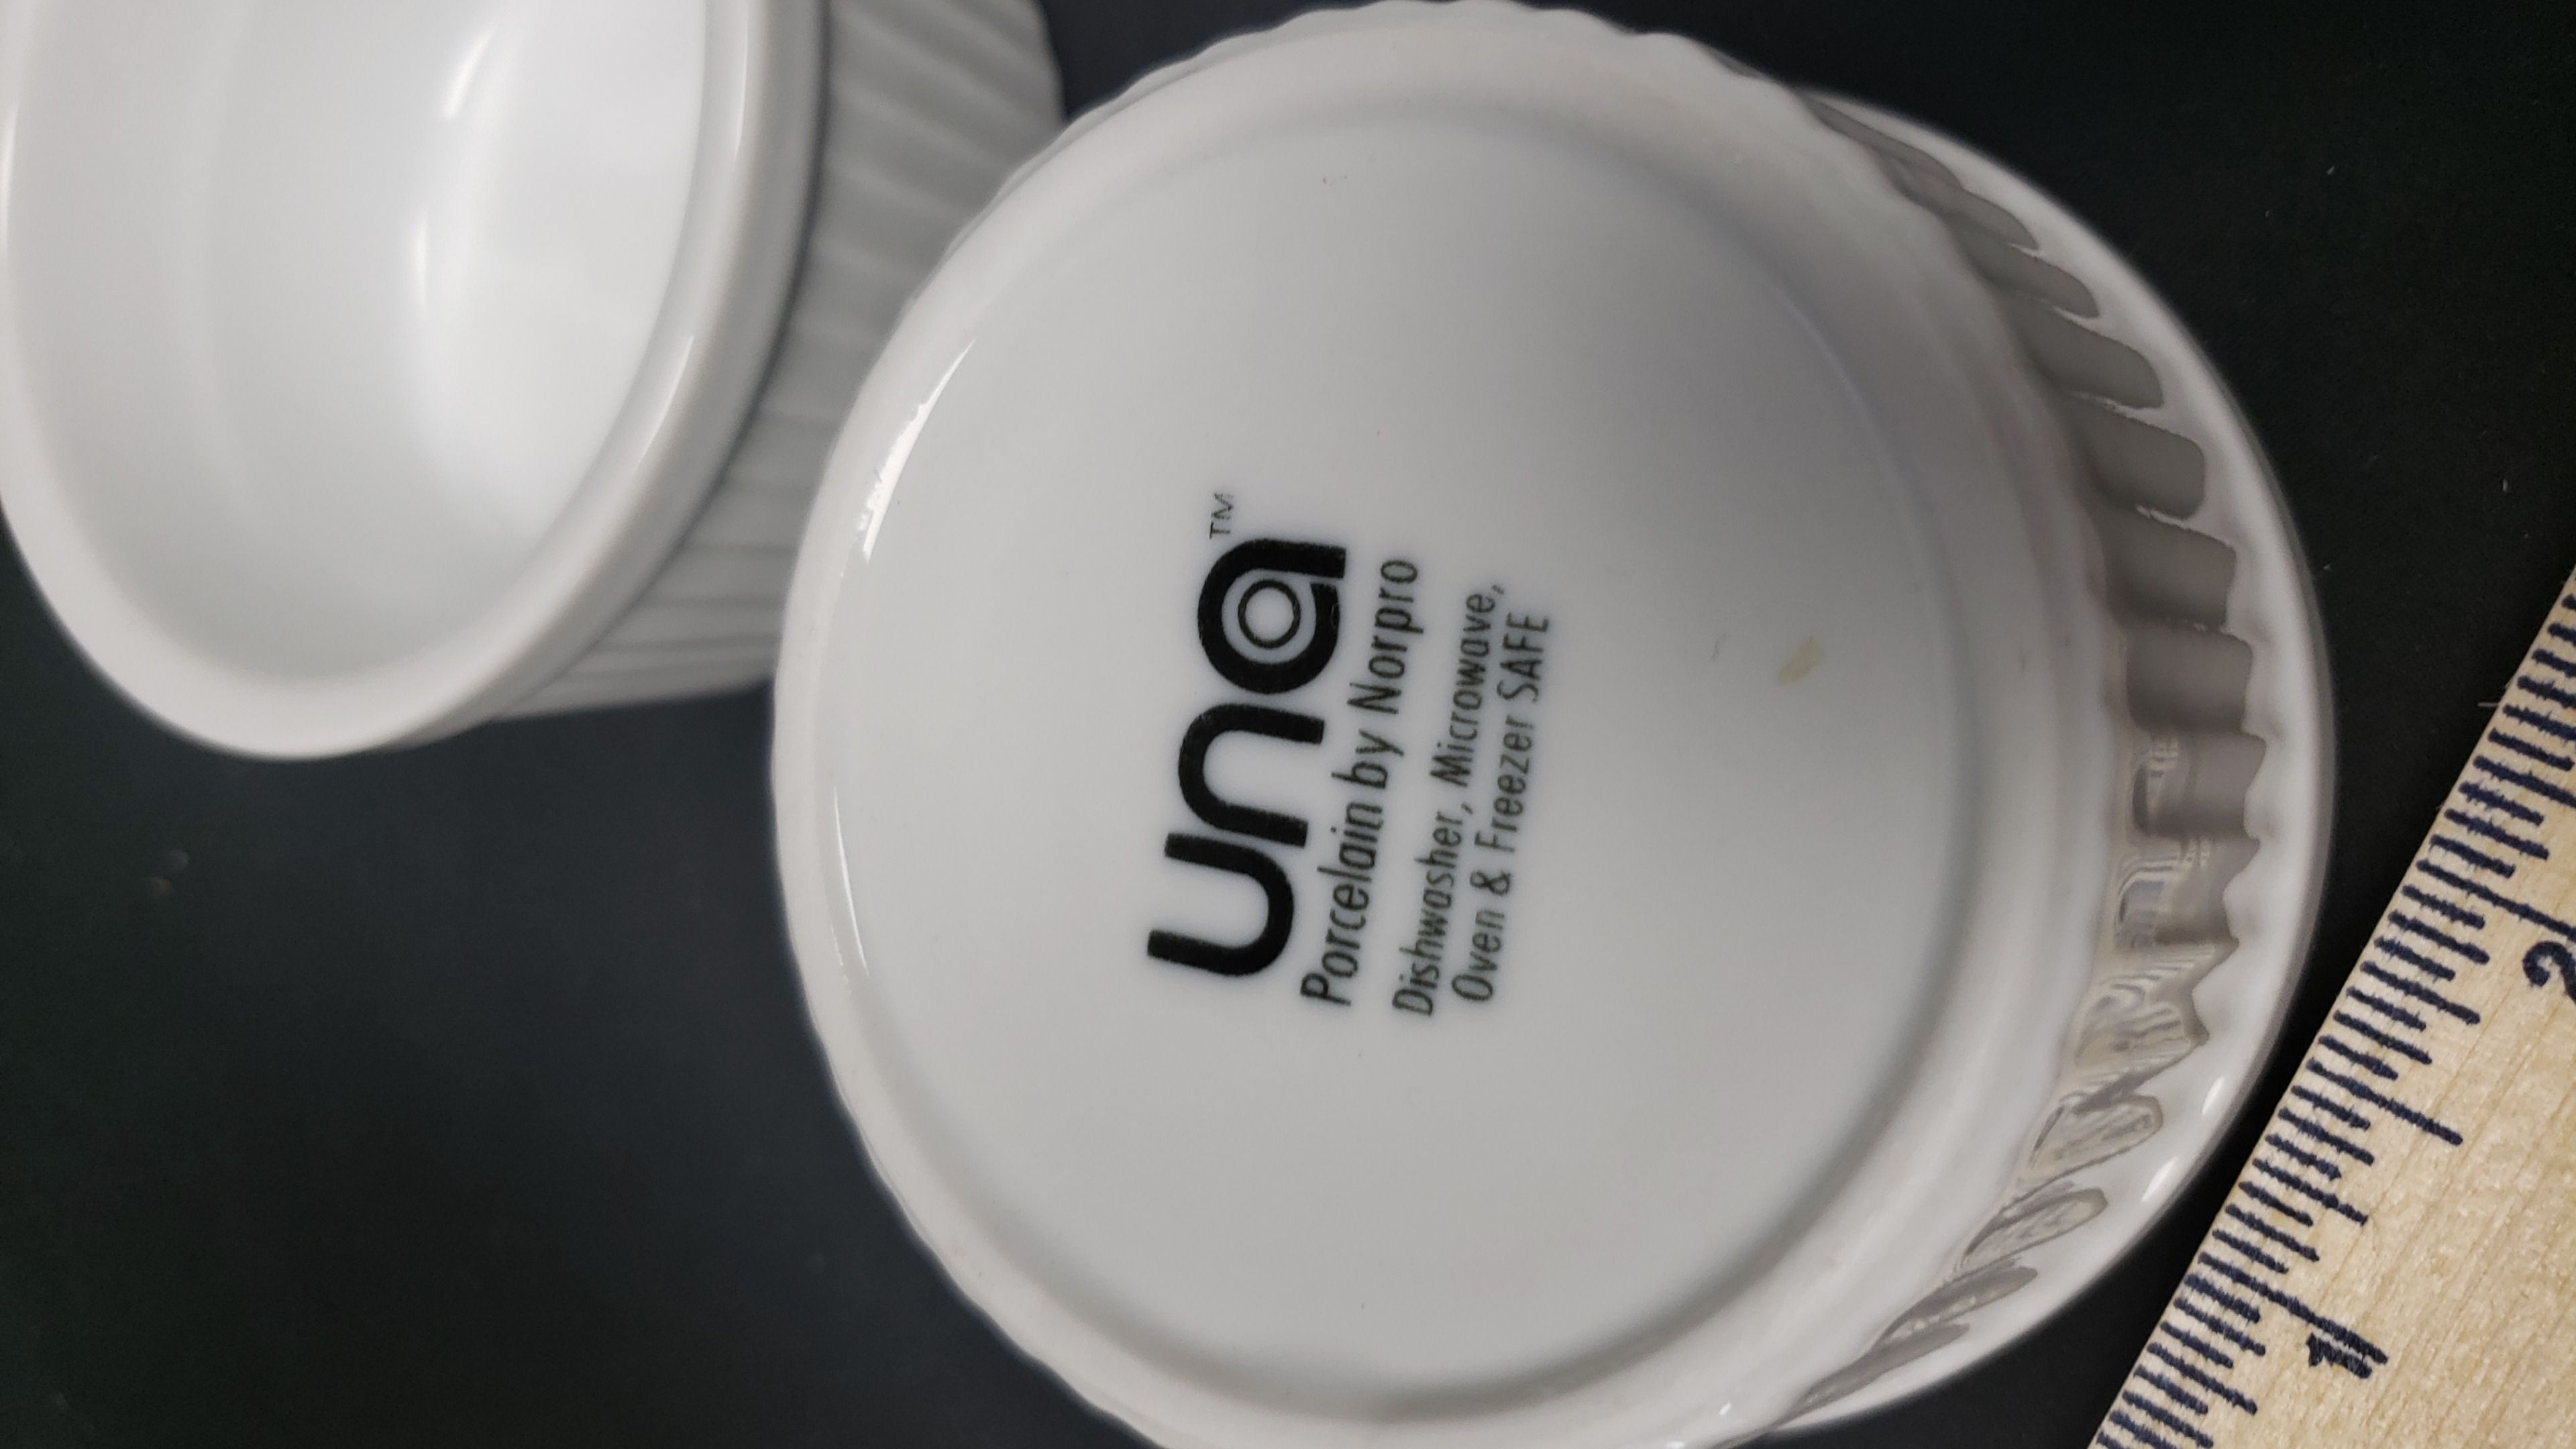 una™
Porcelain by Norpro
Dishwasher, Microwave,
Oven & Freezer SAFE
1
2